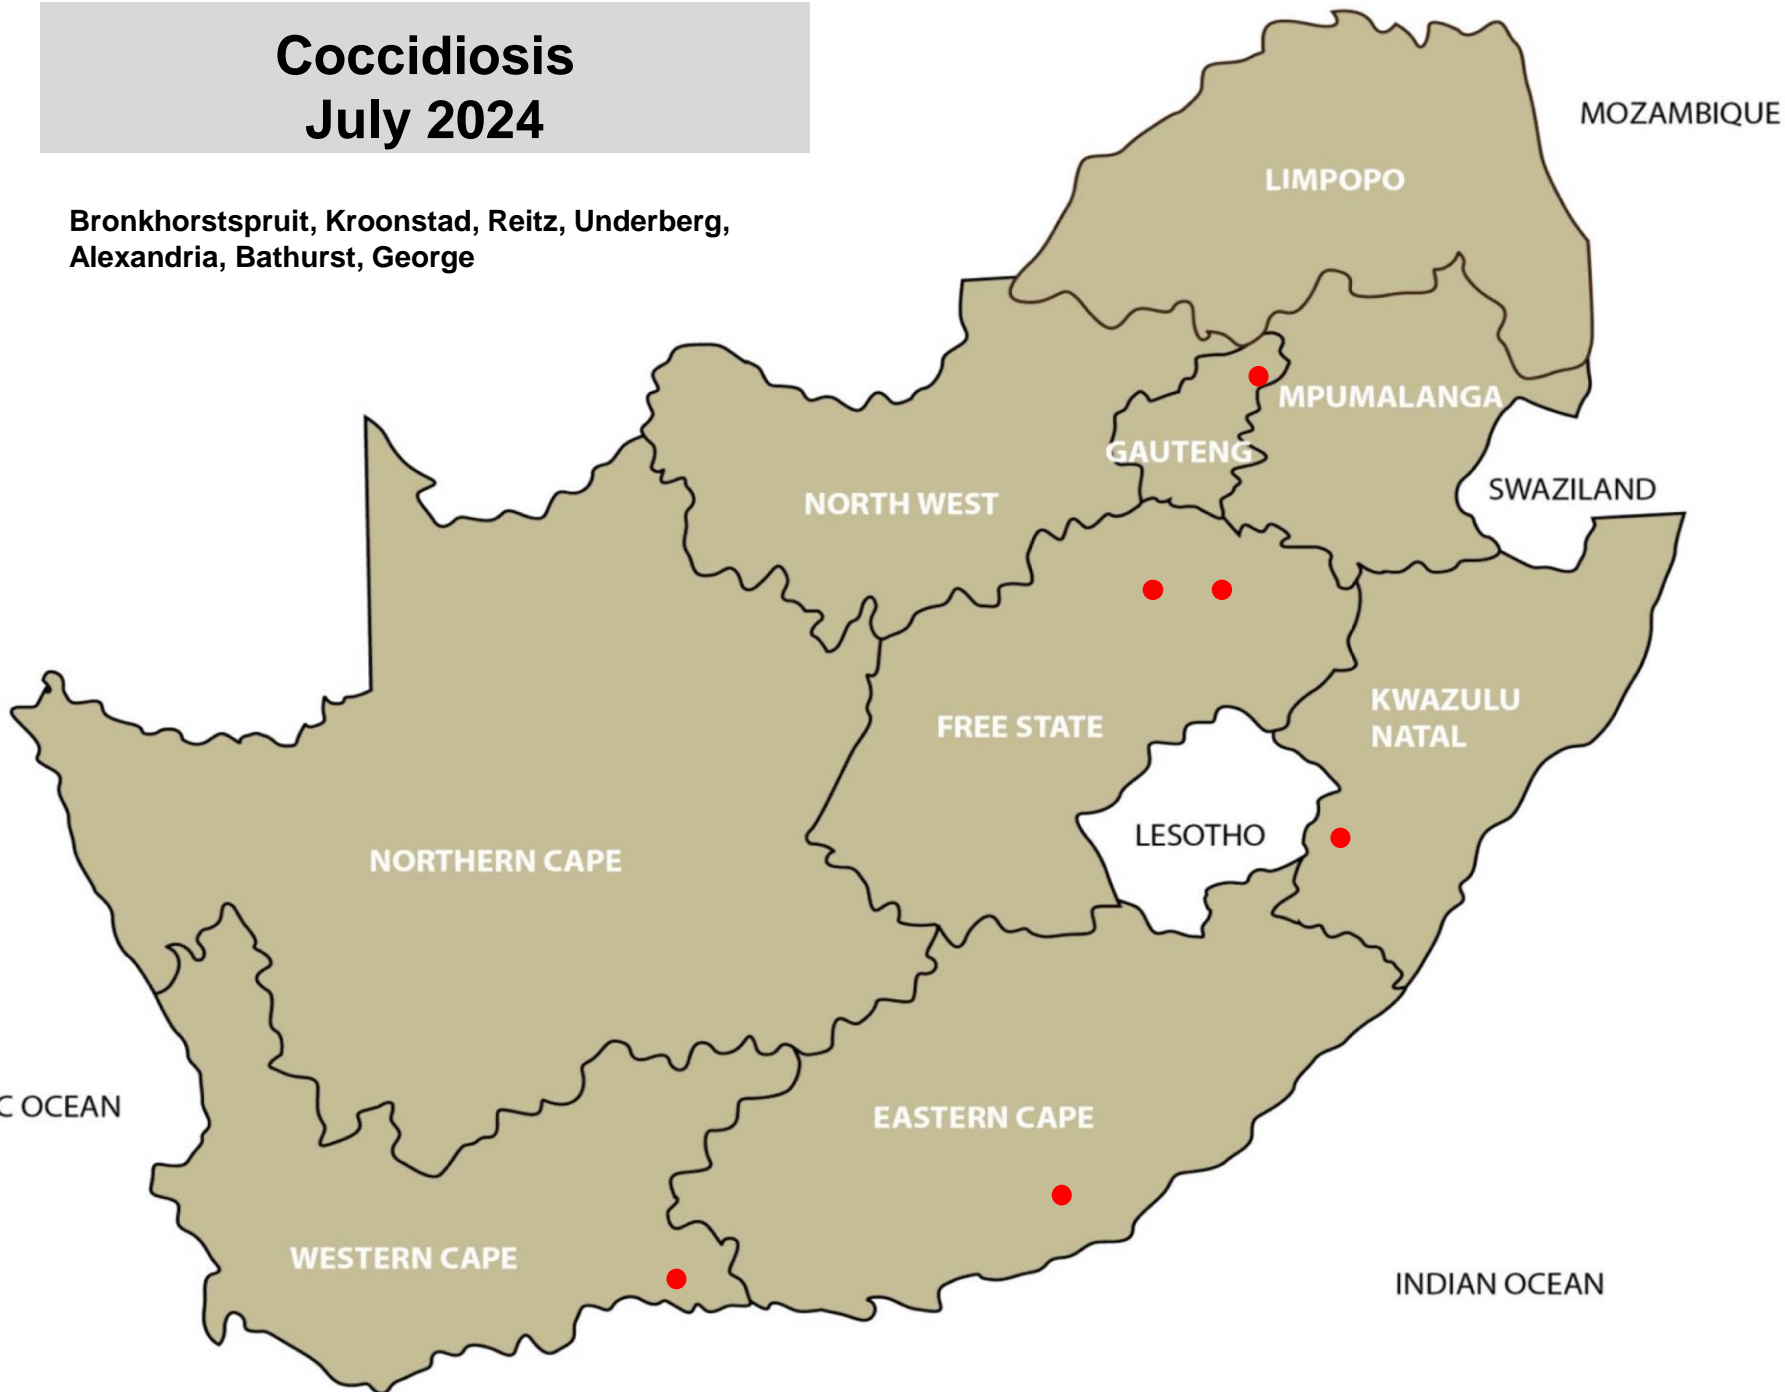 Coccidiosis
July 2024
Bronkhorstspruit, Kroonstad, Reitz, Underberg,
Alexandria, Bathurst, George
MOZAMBIQUE
LIMPOPO
MPUMALANGA
GAUTENG
SWAZILAND
NORTH WEST
KWAZULU
NATAL
FREE STATE
LESOTHO
NORTHERN CAPE
C OCEAN
EASTERN CAPE
WESTERN CAPE
INDIAN OCEAN